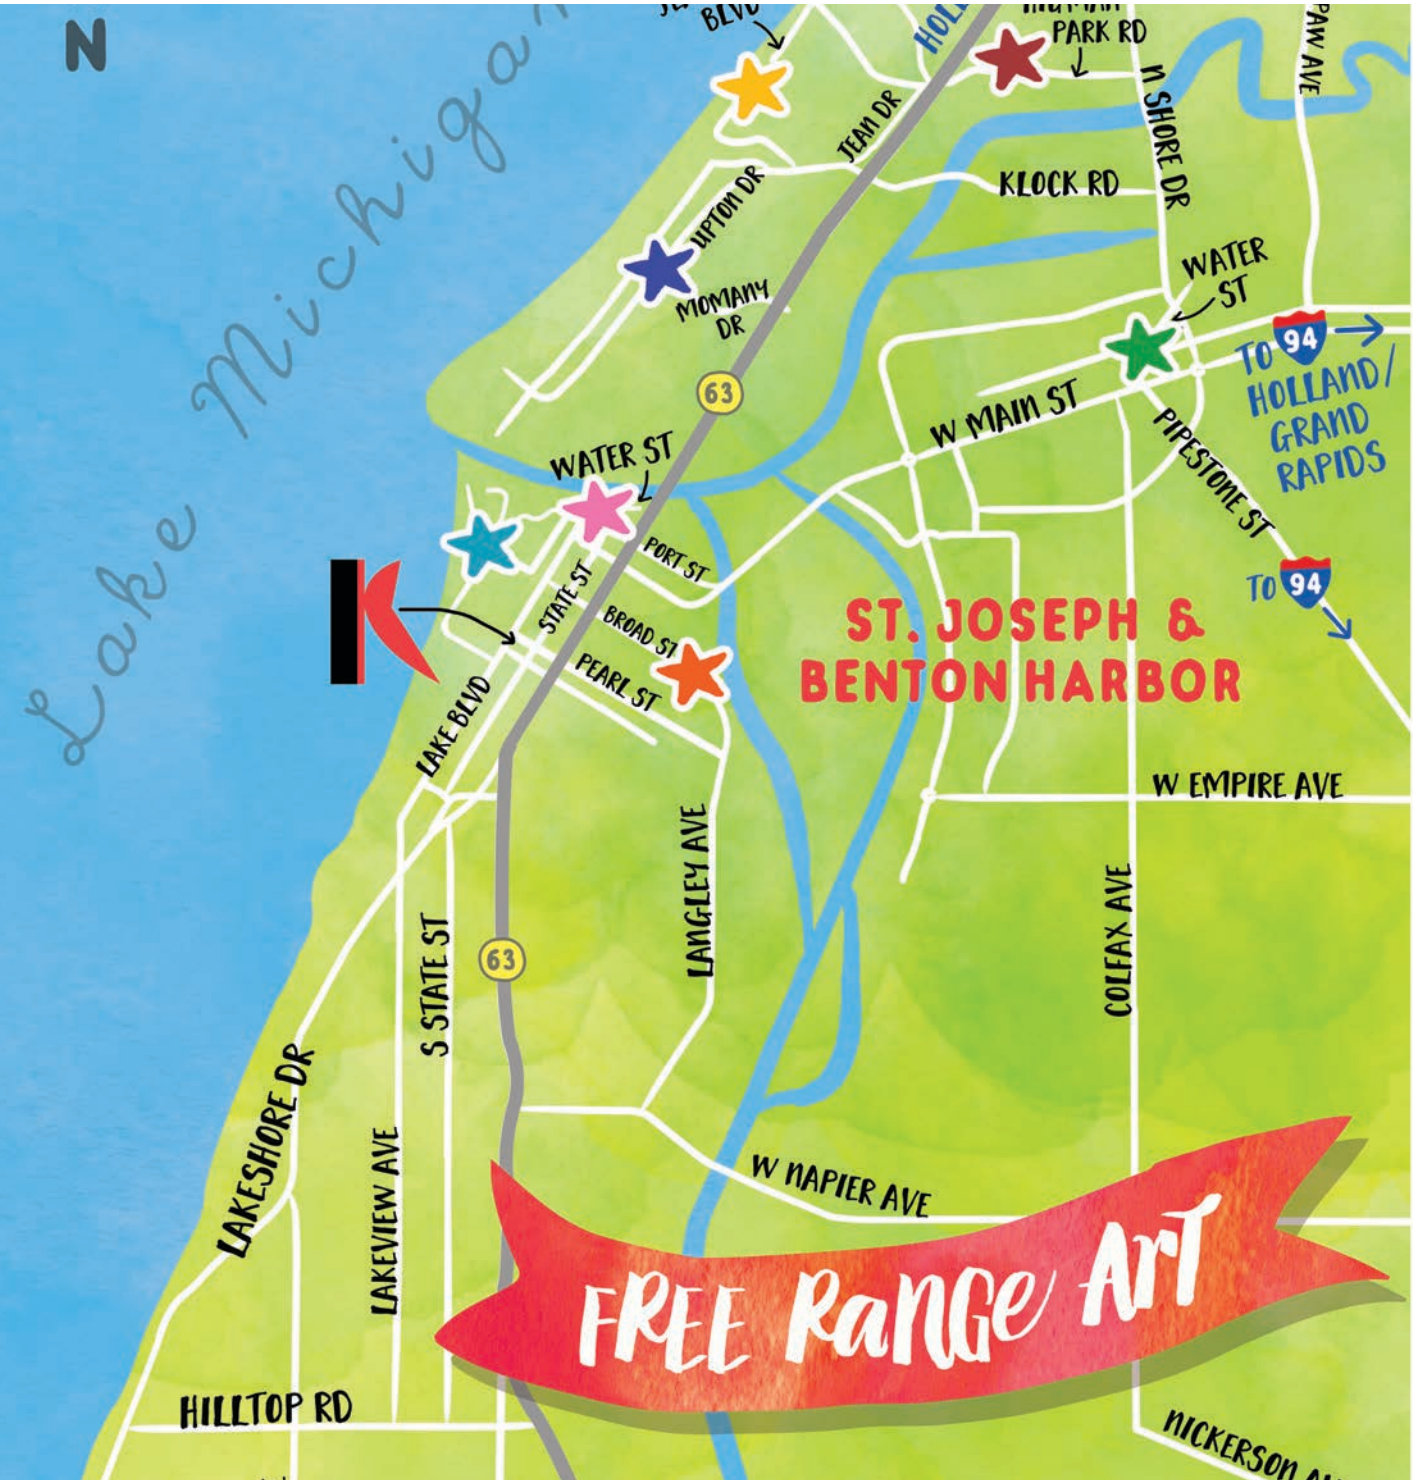 N
BLVD
PARK RD
PAW AVE
Lake Michigan
N SHORE DR
JEAN DR
KLOCK RD
UPTON DR
WATER
ST
MOMANY
DR
TO 94
HOLLAND/
GRAND
RAPIDS
63
W MAIN ST
PIPESTONE ST
WATER ST
PORT ST
STATE ST
BROAD ST
TO 94
K
ST. JOSEPH &
BENTON HARBOR
PEARL ST
LAKE BLVD
W EMPIRE AVE
LANGLEY AVE
COLFAX AVE
S STATE ST
63
LAKESHORE DR
LAKEVIEW AVE
W NAPIER AVE
FREE RaNGe ArT
HILLTOP RD
NICKERSON